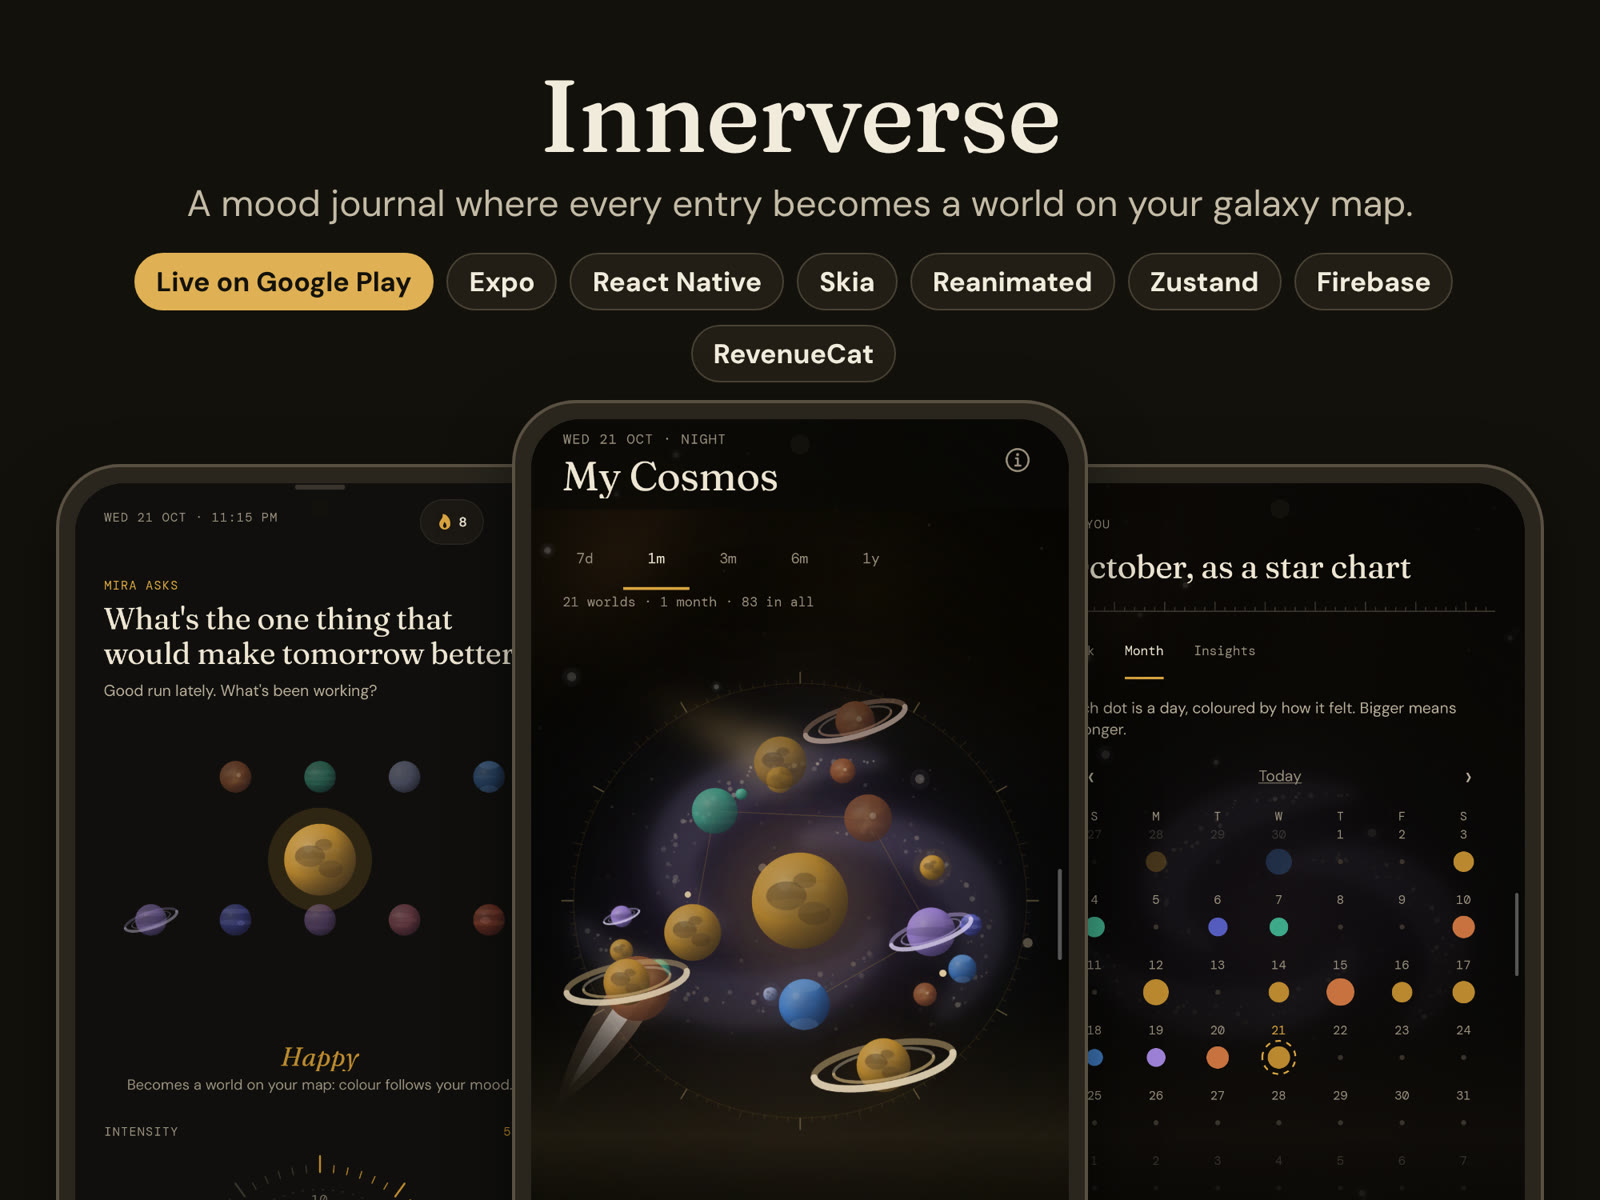 Innerverse
A mood journal where every entry becomes a world on your galaxy map.
Live on Google Play
Expo
React Native
Skia
Reanimated
Zustand
Firebase
RevenueCat
WED 21 OCT · 11:15 PM
8
MIRA ASKS
What's the one thing that
would make tomorrow better
Good run lately. What's been working?
Happy
Becomes a world on your map: colour follows your mood.
INTENSITY
5
10
WED 21 OCT · NIGHT
My Cosmos
7d 1m 3m 6m 1y
21 worlds · 1 month · 83 in all
YOU
ctober, as a star chart
k Month Insights
ch dot is a day, coloured by how it felt. Bigger means
onger.
‹ Today ›
S M T W T F S
27 28 29 30 1 2 3
4 5 6 7 8 9 10
11 12 13 14 15 16 17
18 19 20 21 22 23 24
25 26 27 28 29 30 31
1 2 3 4 5 6 7